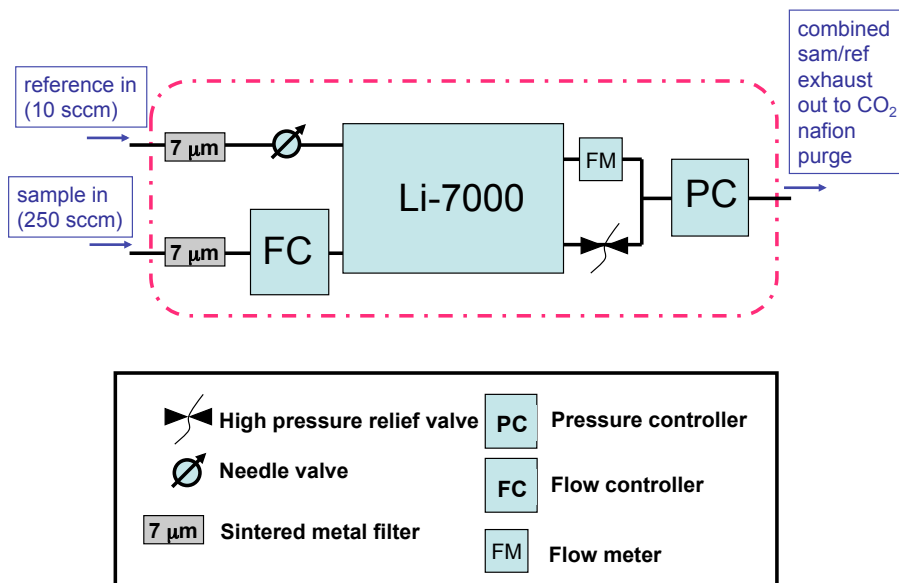 reference in
(10 sccm)
sample in
(250 sccm)
7 μm
7 μm
FC
Li-7000
FM
PC
combined
sam/ref
exhaust
out to CO₂
nafion
purge
High pressure relief valve
Needle valve
7 μm
Sintered metal filter
PC
Pressure controller
FC
Flow controller
FM
Flow meter